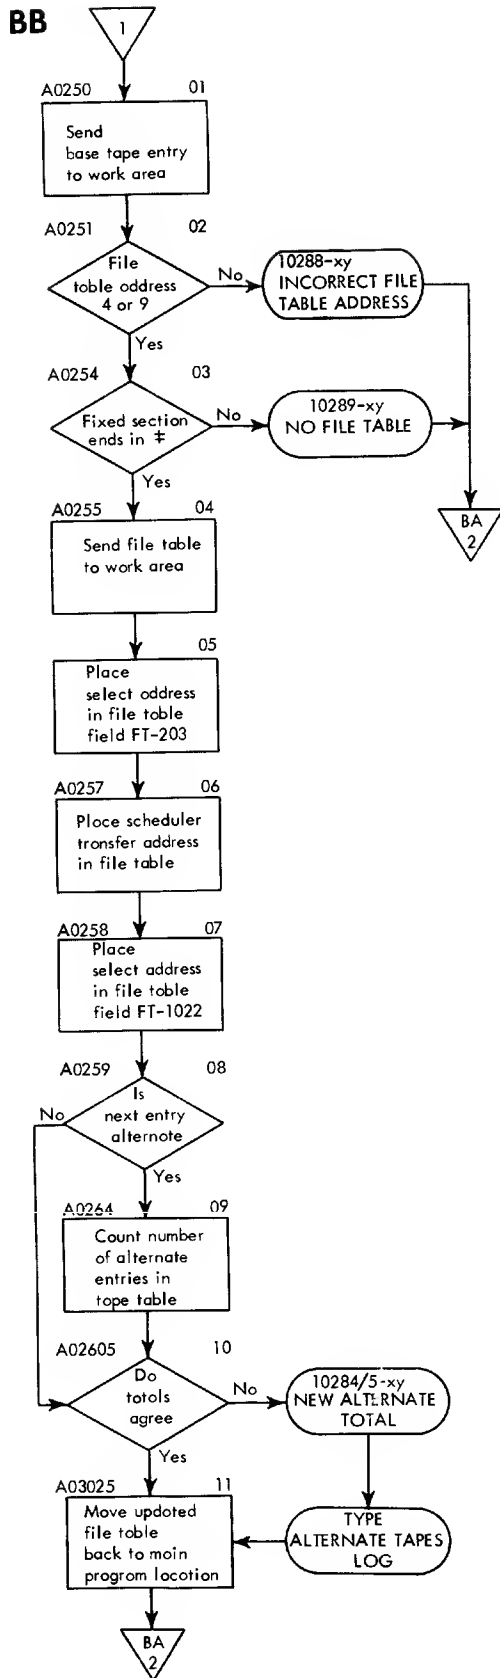 BB
1
A0250 01
Send
base tape entry
to work area
A0251 02
File
table address
4 or 9
No
10288-xy
INCORRECT FILE
TABLE ADDRESS
Yes
A0254 03
Fixed section
ends in ‡
No
10289-xy
NO FILE TABLE
BA
2
Yes
A0255 04
Send file table
to work area
05
Place
select address
in file table
field FT-203
A0257 06
Ploce scheduler
tronsfer address
in file table
A0258 07
Place
select address
in file toble
field FT-1022
A0259 08
Is
next entry
alternote
No
Yes
A0264 09
Count number
of alternate
entries in
tope table
A02605 10
Do
totols
agree
No
10284/5-xy
NEW ALTERNATE
TOTAL
Yes
A03025 11
Move updated
file table
back to moin
progrom location
TYPE
ALTERNATE TAPES
LOG
BA
2